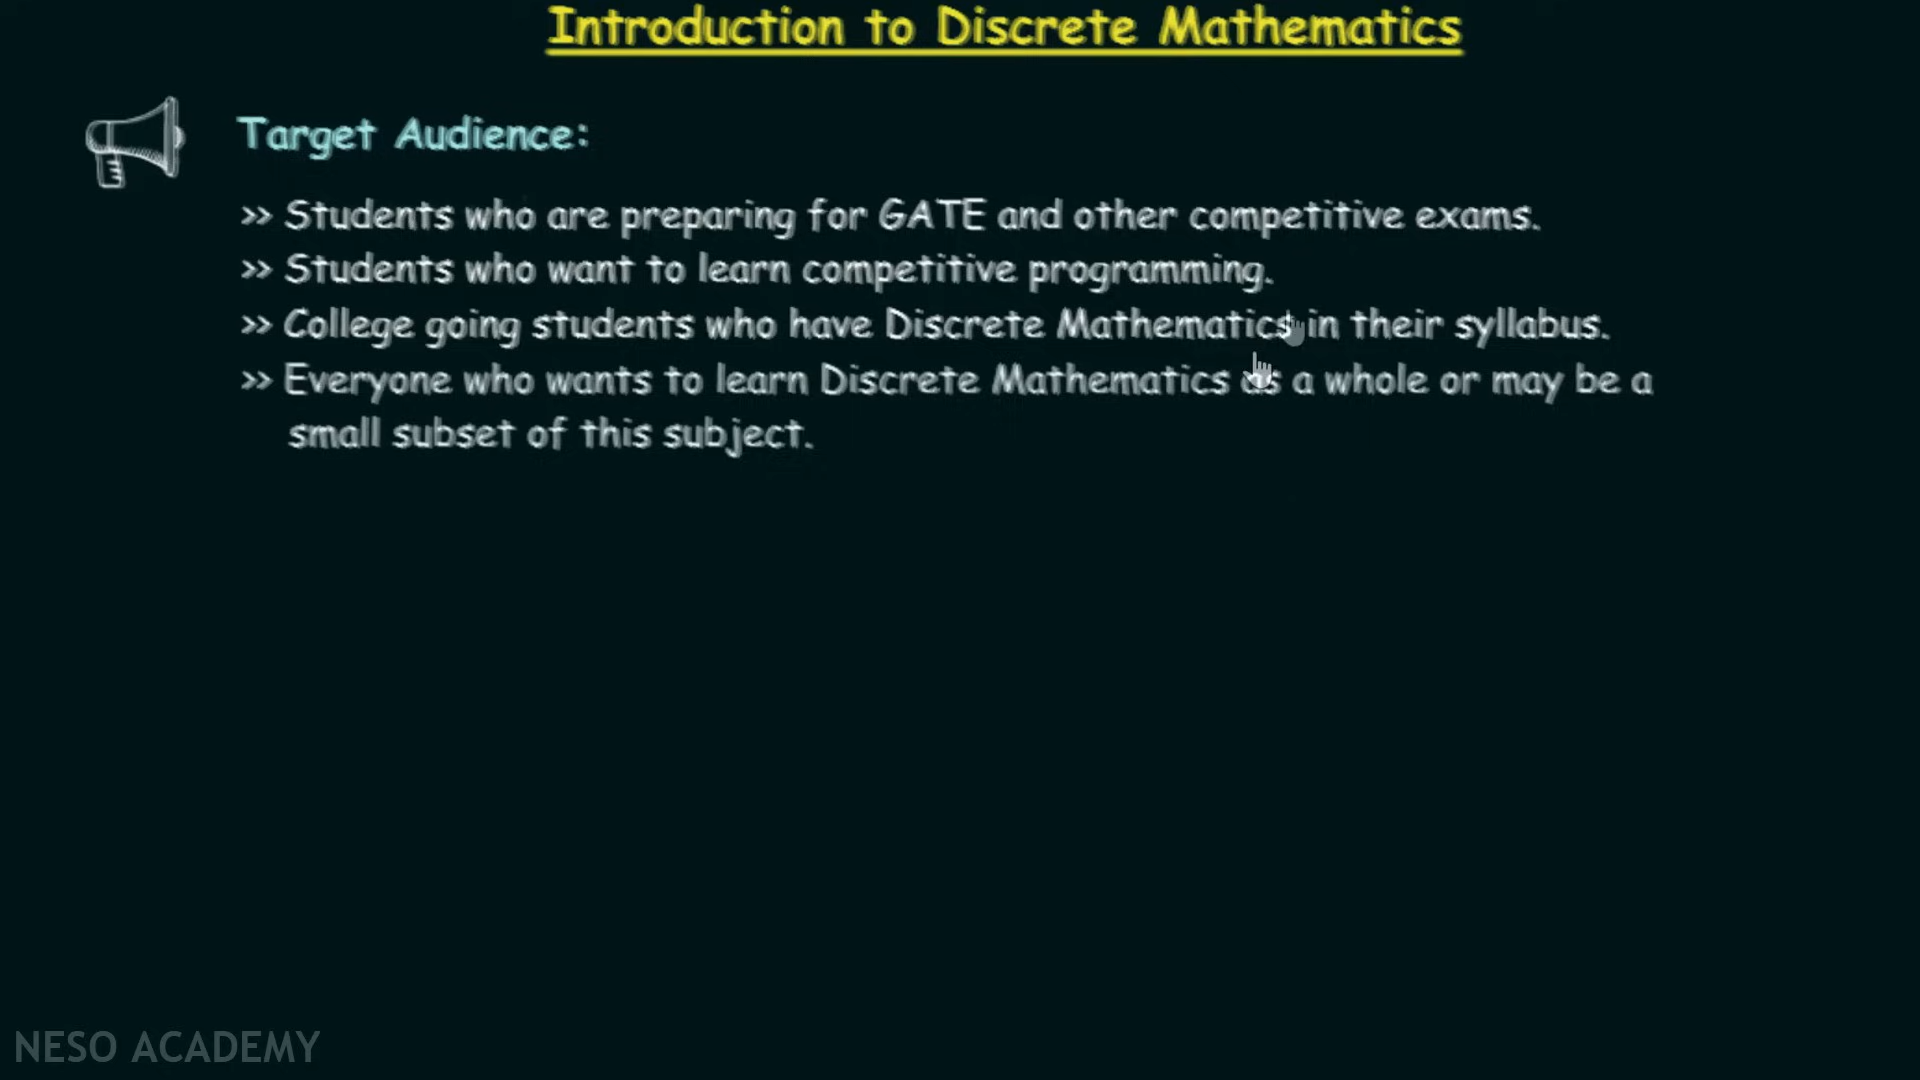 Introduction to Discrete Mathematics
Target Audience:
>> Students who are preparing for GATE and other competitive exams.
>> Students who want to learn competitive programming.
>> College going students who have Discrete Mathematics in their syllabus.
>> Everyone who wants to learn Discrete Mathematics as a whole or may be a
small subset of this subject.
NESO ACADEMY